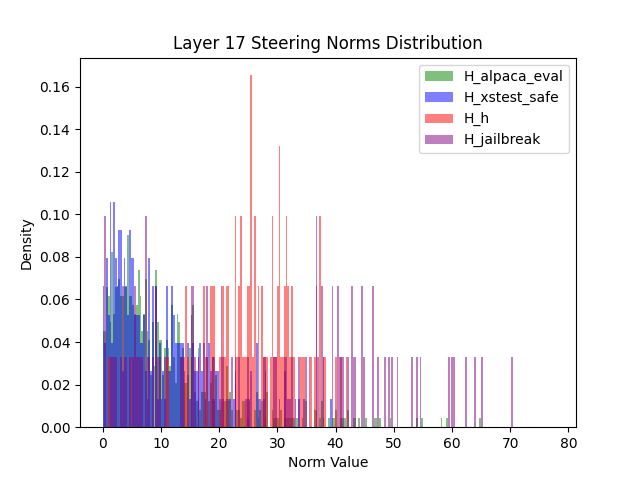 Layer 17 Steering Norms Distribution
H_alpaca_eval
H_xstest_safe
H_h
H_jailbreak
Density
0.16
0.14
0.12
0.10
0.08
0.06
0.04
0.02
0.00
0 10 20 30 40 50 60 70 80
Norm Value